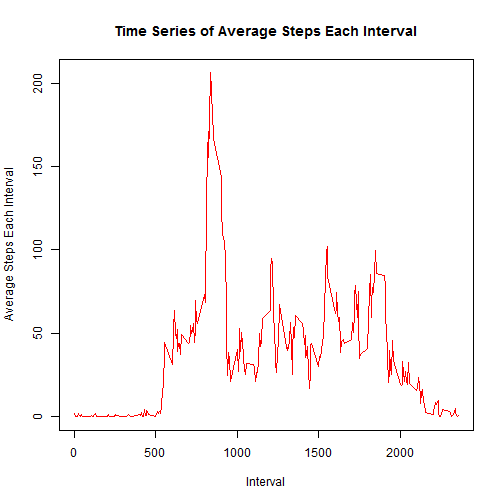 Time Series of Average Steps Each Interval
Average Steps Each Interval
200
150
100
50
0
0 500 1000 1500 2000
Interval